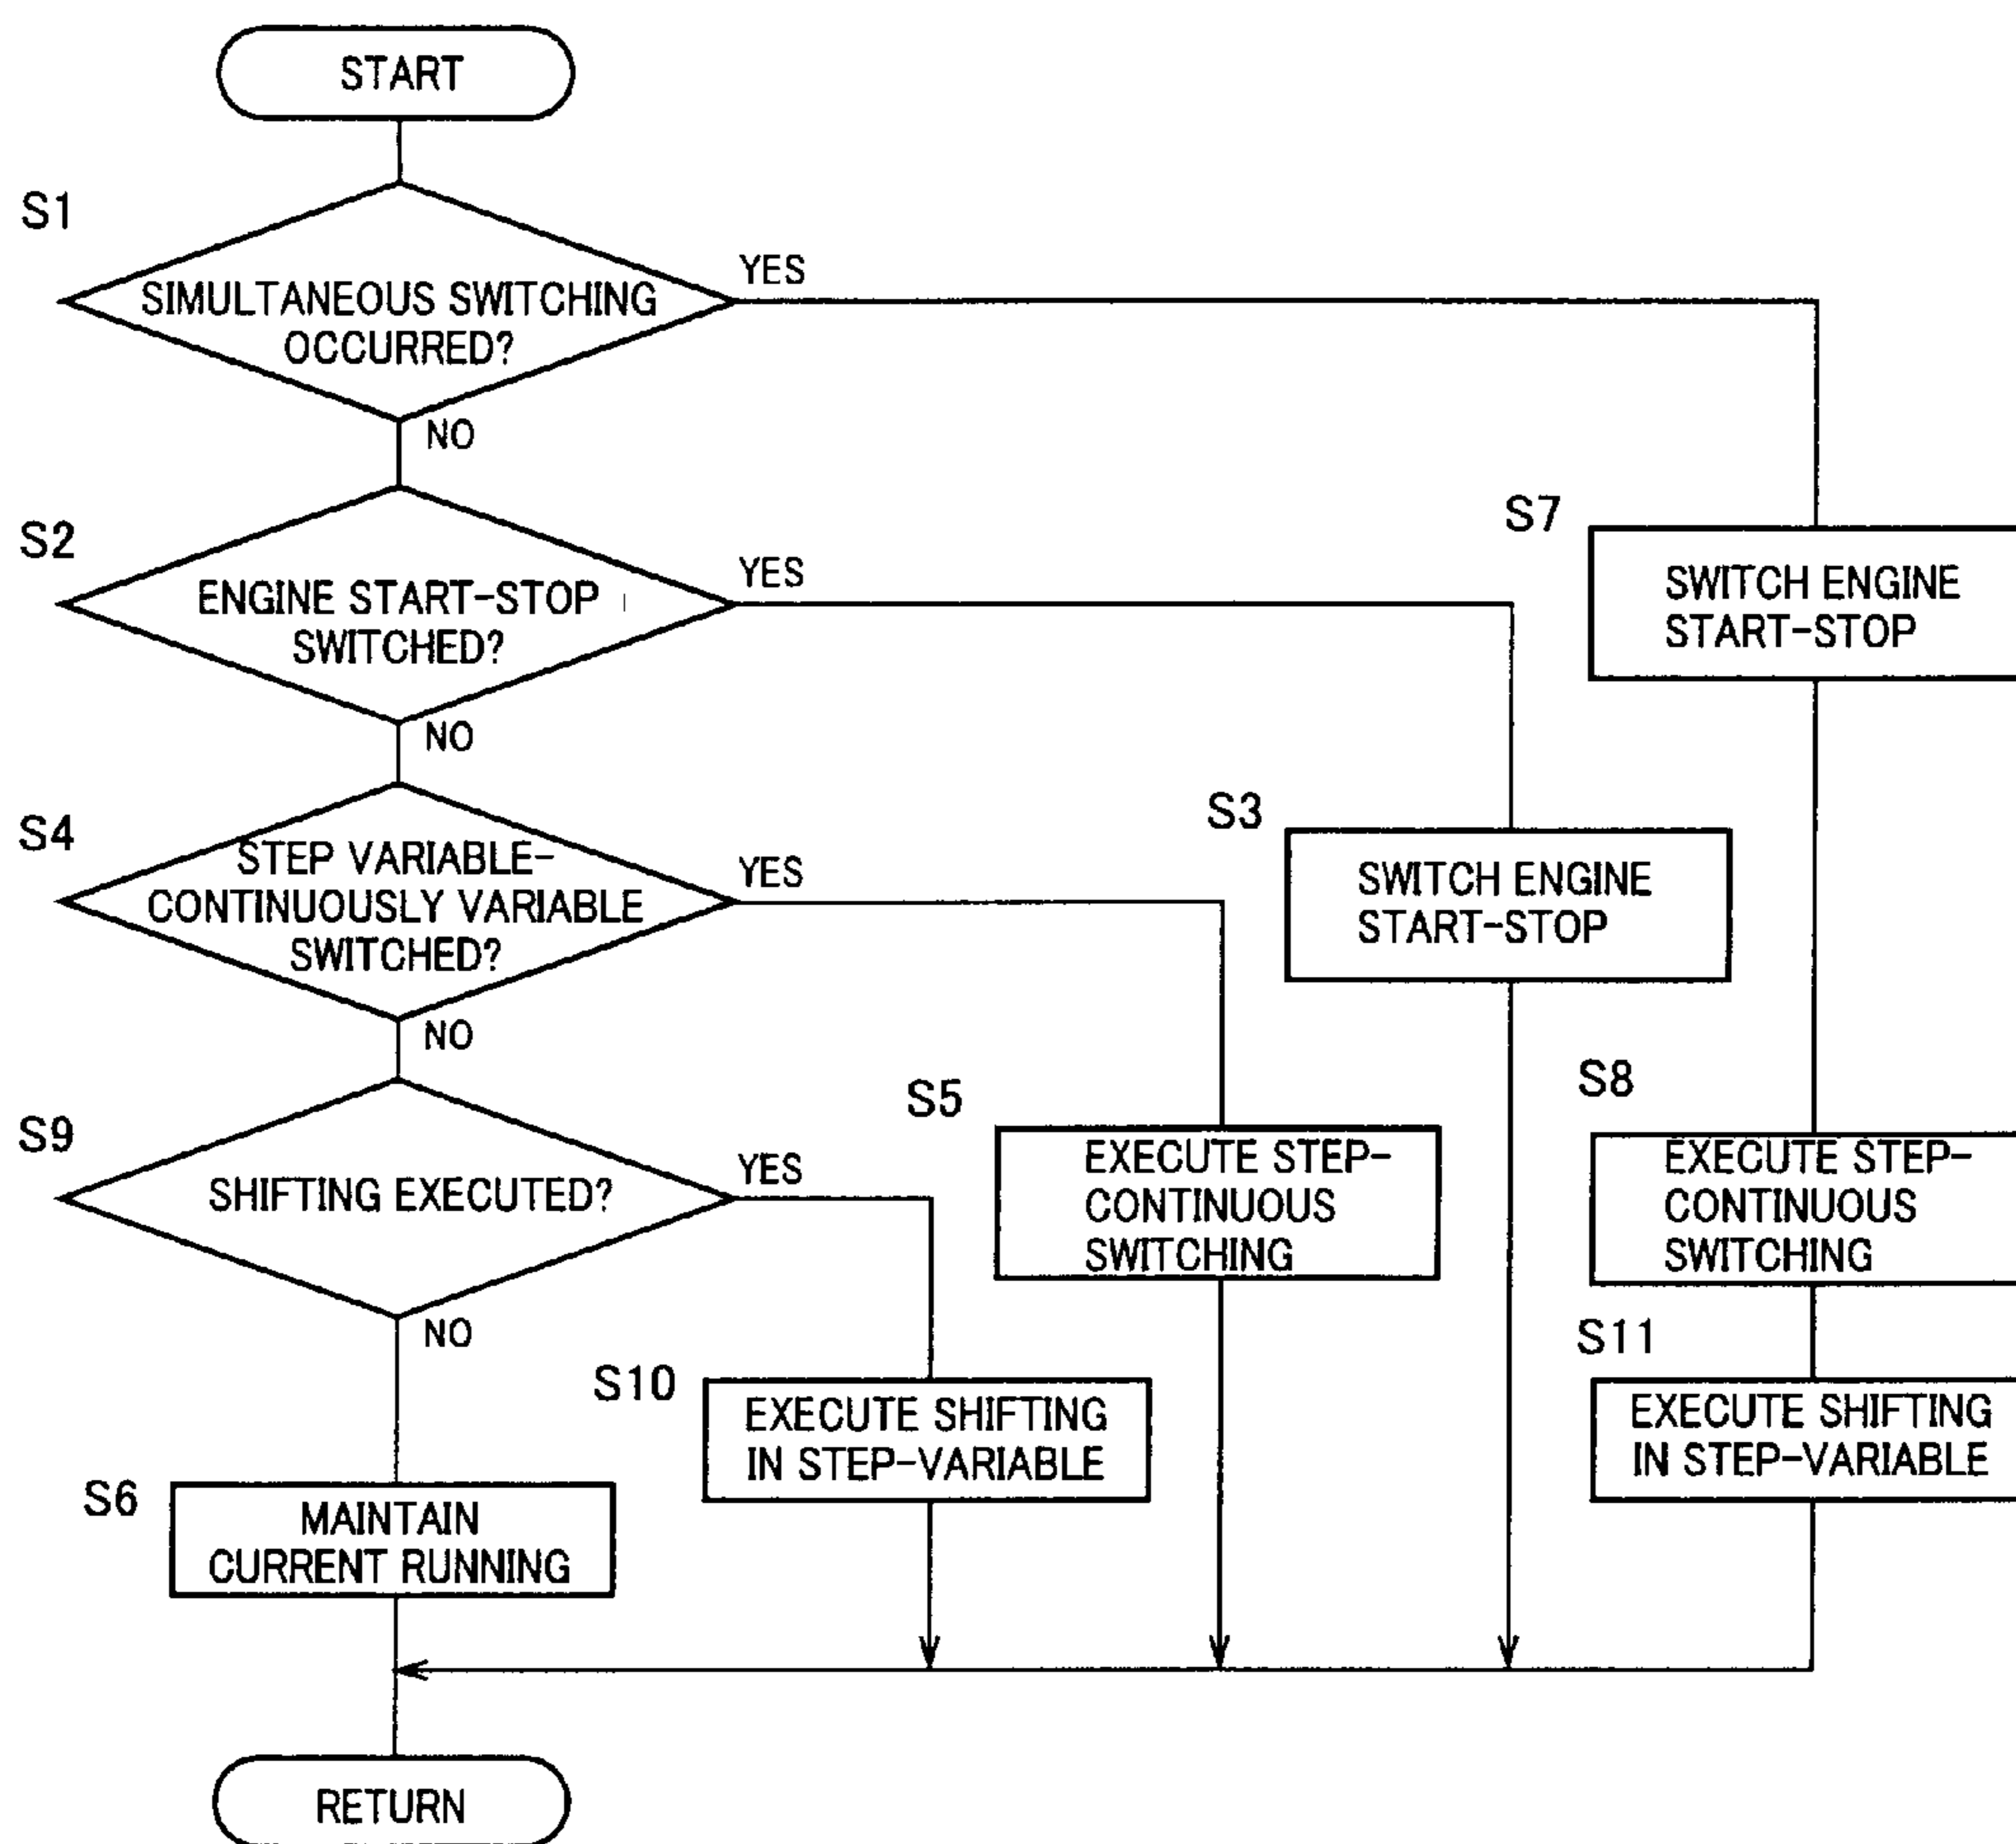 START
S1
SIMULTANEOUS SWITCHING
OCCURRED?
YES
NO
S2
ENGINE START-STOP
SWITCHED?
YES
NO
S7
SWITCH ENGINE
START-STOP
S4
STEP VARIABLE-
CONTINUOUSLY VARIABLE
SWITCHED?
YES
NO
S3
SWITCH ENGINE
START-STOP
S9
SHIFTING EXECUTED?
YES
NO
S5
EXECUTE STEP-
CONTINUOUS
SWITCHING
S8
EXECUTE STEP-
CONTINUOUS
SWITCHING
S10
EXECUTE SHIFTING
IN STEP-VARIABLE
S11
EXECUTE SHIFTING
IN STEP-VARIABLE
S6
MAINTAIN
CURRENT RUNNING
RETURN